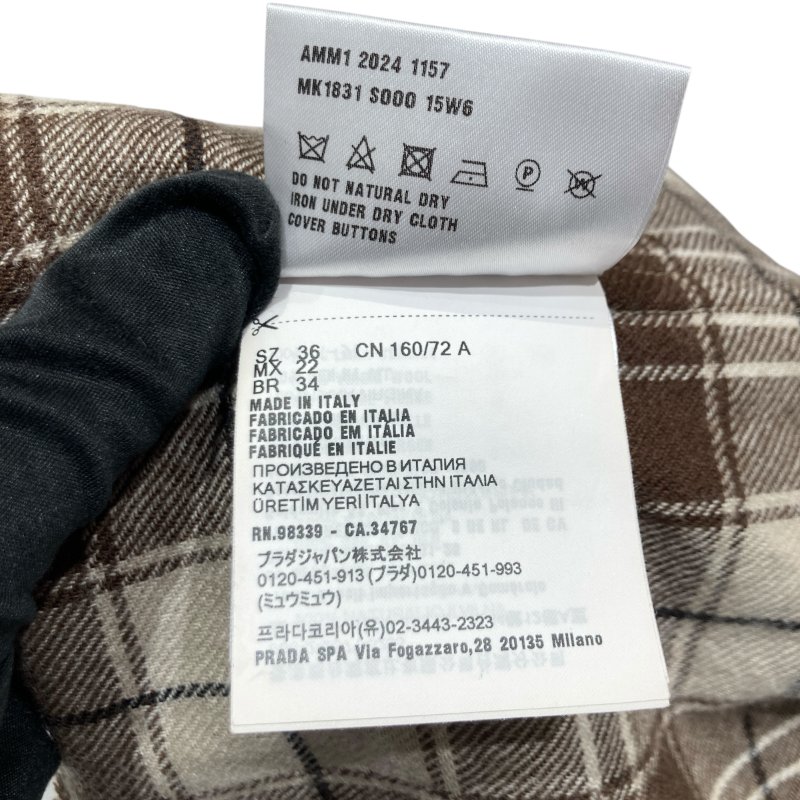 AMM1 2024 1157
MK1831 S000 15W6
P
W
DO NOT NATURAL DRY
IRON UNDER DRY CLOTH
COVER BUTTONS
SZ 36 CN 160/72 A
MX 22
BR 34
MADE IN ITALY
FABRICADO EN ITALIA
FABRICADO EM ITÁLIA
FABRIQUÉ EN ITALIE
ПРОИЗВЕДЕНО В ИТАЛИЯ
ΚΑΤΑΣΚΕΥΑΖΕΤΑΙ ΣΤΗΝ ΙΤΑΛΙΑ
ÜRETİM YERİ İTALYA
RN.98339 - CA.34767
プラダジャパン株式会社
0120-451-913 (プラダ)0120-451-993
(ミュウミュウ)
프라다코리아(유)02-3443-2323
PRADA SPA Via Fogazzaro,28 20135 Milano